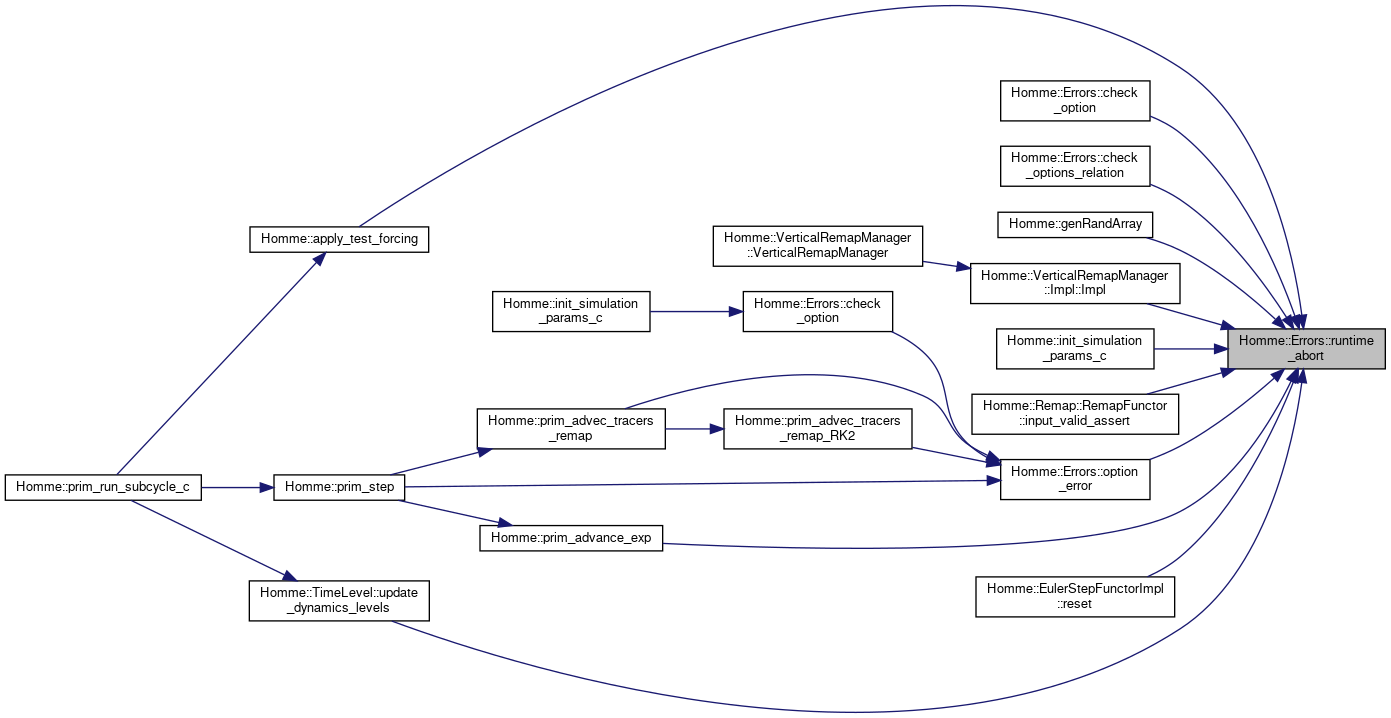 Homme::Errors::check
_option
Homme::Errors::check
_options_relation
Homme::genRandArray
Homme::apply_test_forcing
Homme::VerticalRemapManager
::VerticalRemapManager
Homme::VerticalRemapManager
::Impl::Impl
Homme::init_simulation
_params_c
Homme::Errors::check
_option
Homme::init_simulation
_params_c
Homme::Errors::runtime
_abort
Homme::Remap::RemapFunctor
::input_valid_assert
Homme::prim_advec_tracers
_remap
Homme::prim_advec_tracers
_remap_RK2
Homme::Errors::option
_error
Homme::prim_run_subcycle_c
Homme::prim_step
Homme::prim_advance_exp
Homme::TimeLevel::update
_dynamics_levels
Homme::EulerStepFunctorImpl
::reset